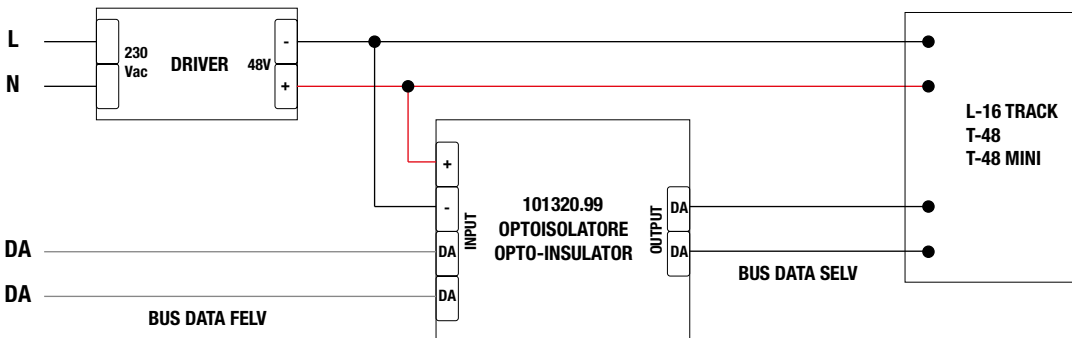 L
N
230
Vac
DRIVER
48V
-
+
L-16 TRACK
T-48
T-48 MINI
+
-
DA
DA
INPUT
101320.99
OPTOISOLATORE
OPTO-INSULATOR
OUTPUT
DA
DA
DA
DA
BUS DATA FELV
BUS DATA SELV